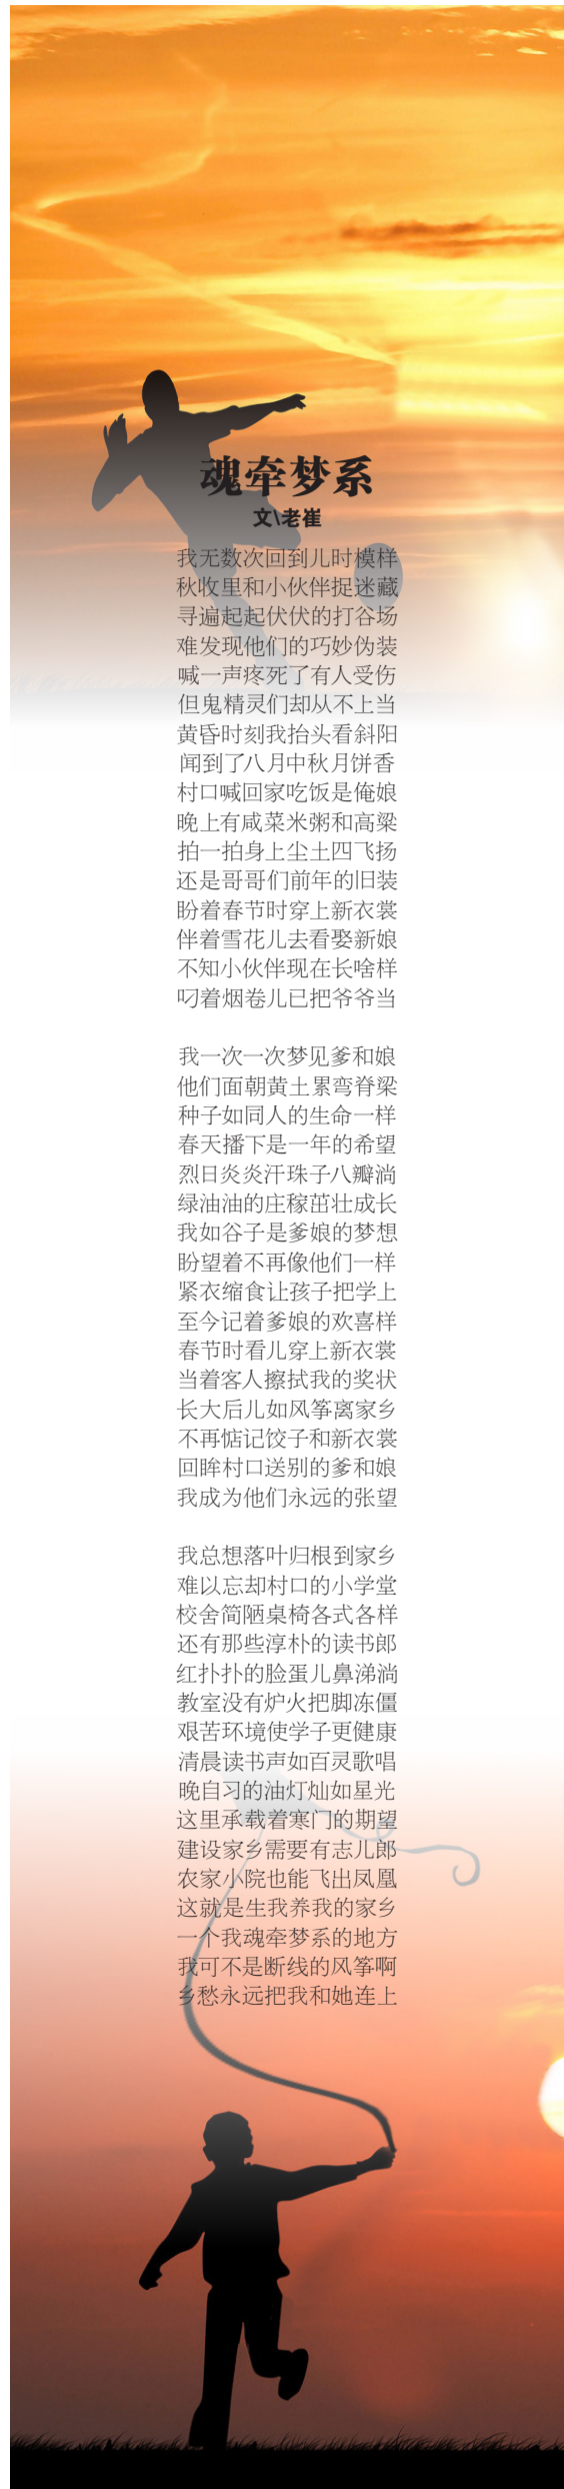 魂牵梦系
文\老崔
我无数次回到儿时模样
秋收里和小伙伴捉迷藏
寻遍起起伏伏的打谷场
难发现他们的巧妙伪装
喊一声疼死了有人受伤
但鬼精灵们却从不上当
黄昏时刻我抬头看斜阳
闻到了八月中秋月饼香
村口喊回家吃饭是俺娘
晚上有咸菜米粥和高粱
拍一拍身上尘土四飞扬
还是哥哥们前年的旧装
盼着春节时穿上新衣裳
伴着雪花儿去看娶新娘
不知小伙伴现在长啥样
叼着烟卷儿已把爷爷当
我一次一次梦见爹和娘
他们面朝黄土累弯脊梁
种子如同人的生命一样
春天播下是一年的希望
烈日炎炎汗珠子八瓣淌
绿油油的庄稼茁壮成长
我如谷子是爹娘的梦想
盼望着不再像他们一样
紧衣缩食让孩子把学上
至今记着爹娘的欢喜样
春节时看儿穿上新衣裳
当着客人擦拭我的奖状
长大后儿如风筝离家乡
不再惦记饺子和新衣裳
回眸村口送别的爹和娘
我成为他们永远的张望
我总想落叶归根到家乡
难以忘却村口的小学堂
校舍简陋桌椅各式各样
还有那些淳朴的读书郎
红扑扑的脸蛋儿鼻涕淌
教室没有炉火把脚冻僵
艰苦环境使学子更健康
清晨读书声如百灵歌唱
晚自习的油灯灿如星光
这里承载着寒门的期望
建设家乡需要有志儿郎
农家小院也能飞出凤凰
这就是生我养我的家乡
一个我魂牵梦系的地方
我可不是断线的风筝啊
乡愁永远把我和她连上